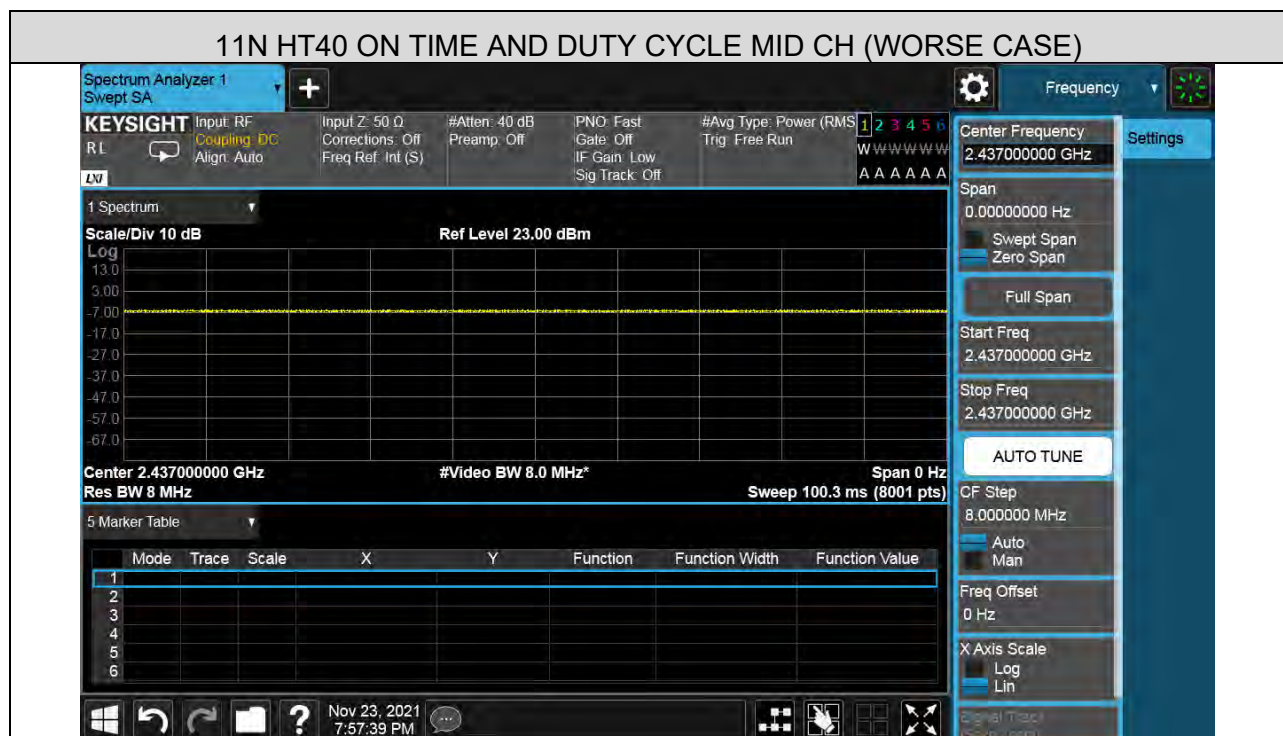 11N HT40 ON TIME AND DUTY CYCLE MID CH (WORSE CASE)
Spectrum Analyzer 1
Swept SA
+
Frequency
KEYSIGHT
RL
LXI
Input: RF
Coupling: DC
Align: Auto
Input Z: 50 Ω
Corrections: Off
Freq Ref: Int (S)
#Atten: 40 dB
Preamp: Off
PNO: Fast
Gate: Off
IF Gain: Low
Sig Track: Off
#Avg Type: Power (RMS
Trig: Free Run
1 2 3 4 5 6
W W W W W W
A A A A A A
Center Frequency
2.437000000 GHz
Settings
Span
0.00000000 Hz
Swept Span
Zero Span
Full Span
Start Freq
2.437000000 GHz
Stop Freq
2.437000000 GHz
AUTO TUNE
CF Step
8.000000 MHz
Auto
Man
Freq Offset
0 Hz
X Axis Scale
Log
Lin
1 Spectrum
Scale/Div 10 dB
Ref Level 23.00 dBm
Log
13.0
3.00
-7.00
-17.0
-27.0
-37.0
-47.0
-57.0
-67.0
Center 2.437000000 GHz
#Video BW 8.0 MHz*
Span 0 Hz
Res BW 8 MHz
Sweep 100.3 ms (8001 pts)
5 Marker Table
Mode Trace Scale X Y Function Function Width Function Value
1
2
3
4
5
6
?
Nov 23, 2021
7:57:39 PM